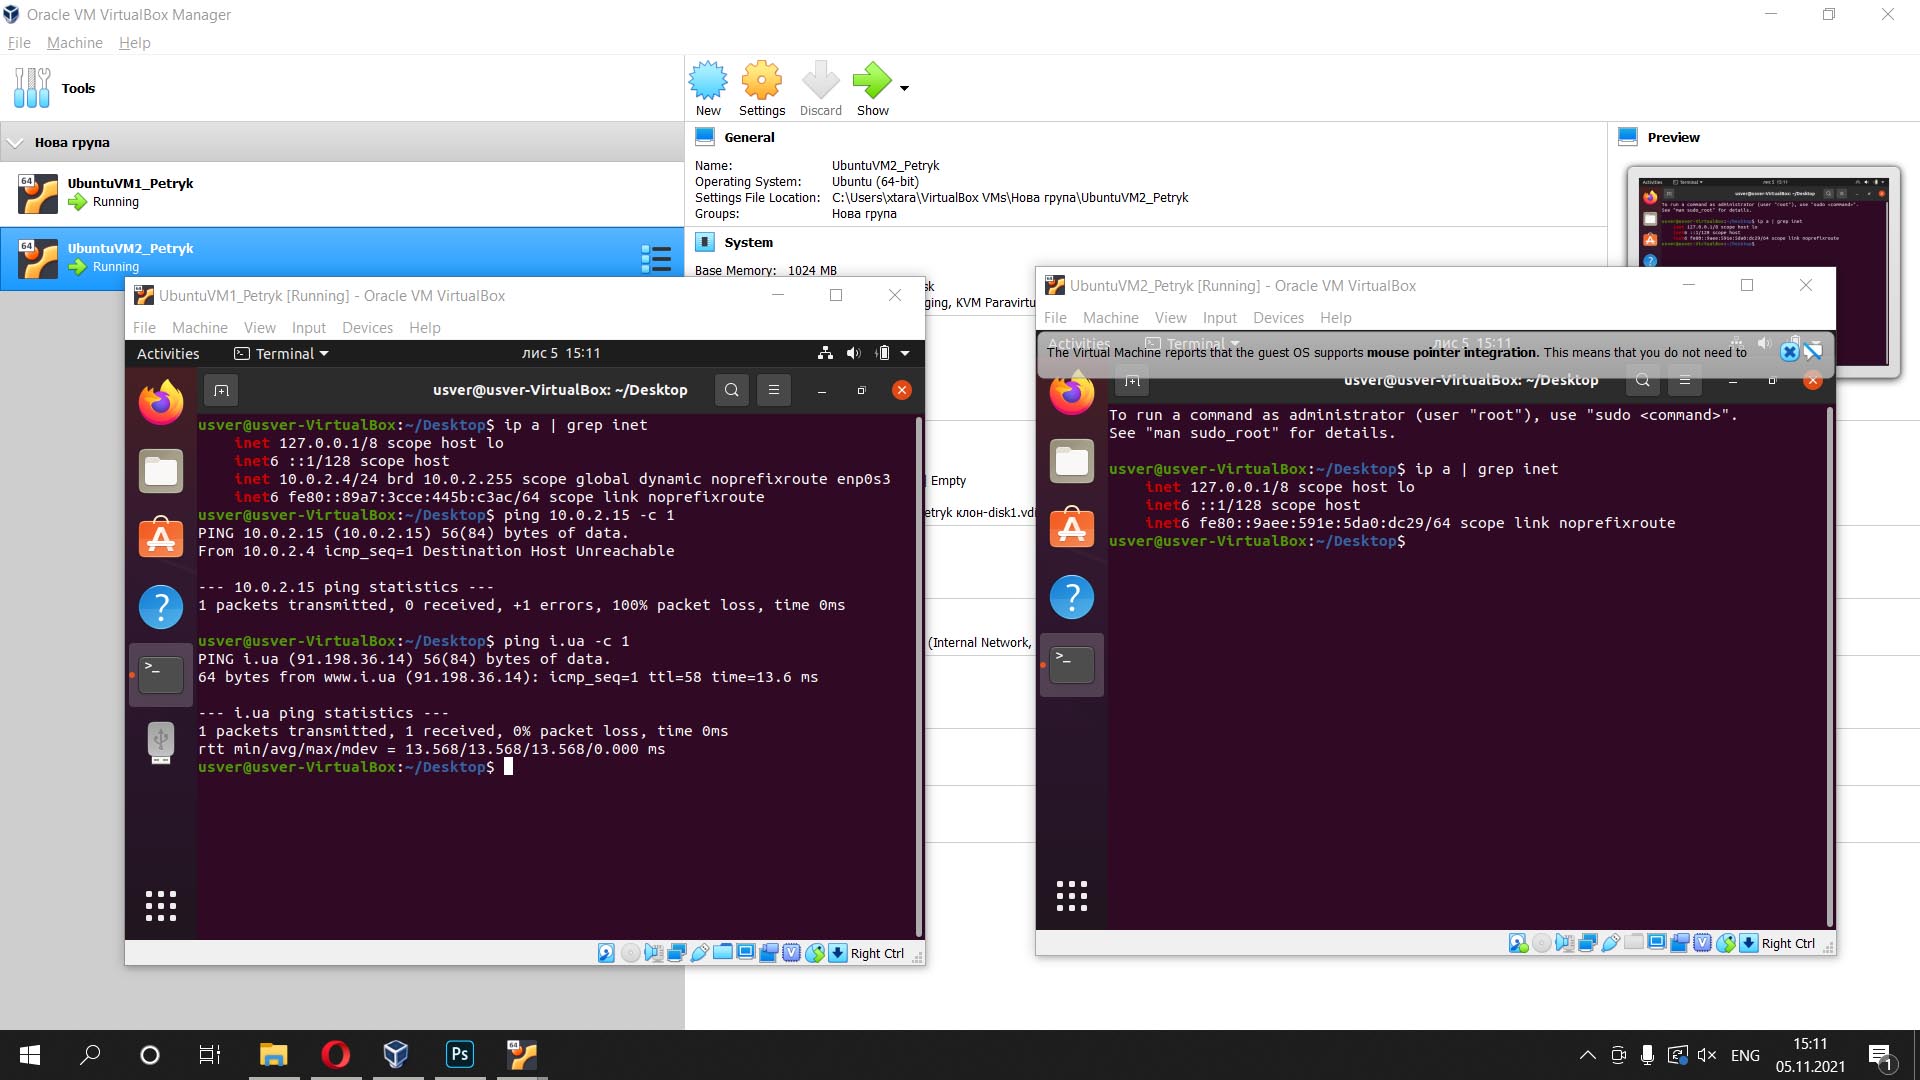 Oracle VM VirtualBox Manager
File Machine Help
Tools
New Settings Discard Show
Нова група
64 UbuntuVM1_Petryk
Running
64 UbuntuVM2_Petryk
Running
General
Name: UbuntuVM2_Petryk
Operating System: Ubuntu (64-bit)
Settings File Location: C:\Users\xtara\VirtualBox VMs\Нова група\UbuntuVM2_Petryk
Groups: Нова група
System
Base Memory: 1024 MB
sk
ging, KVM Paravirtu
Empty
etryk клон-disk1.vdi
(Internal Network,
Preview
UbuntuVM1_Petryk [Running] - Oracle VM VirtualBox
File Machine View Input Devices Help
Activities Terminal лис 5 15:11
usver@usver-VirtualBox: ~/Desktop
usver@usver-VirtualBox:~/Desktop$ ip a | grep inet
inet 127.0.0.1/8 scope host lo
inet6 ::1/128 scope host
inet 10.0.2.4/24 brd 10.0.2.255 scope global dynamic noprefixroute enp0s3
inet6 fe80::89a7:3cce:445b:c3ac/64 scope link noprefixroute
usver@usver-VirtualBox:~/Desktop$ ping 10.0.2.15 -c 1
PING 10.0.2.15 (10.0.2.15) 56(84) bytes of data.
From 10.0.2.4 icmp_seq=1 Destination Host Unreachable
--- 10.0.2.15 ping statistics ---
1 packets transmitted, 0 received, +1 errors, 100% packet loss, time 0ms
usver@usver-VirtualBox:~/Desktop$ ping i.ua -c 1
PING i.ua (91.198.36.14) 56(84) bytes of data.
64 bytes from www.i.ua (91.198.36.14): icmp_seq=1 ttl=58 time=13.6 ms
--- i.ua ping statistics ---
1 packets transmitted, 1 received, 0% packet loss, time 0ms
rtt min/avg/max/mdev = 13.568/13.568/13.568/0.000 ms
usver@usver-VirtualBox:~/Desktop$
Right Ctrl
UbuntuVM2_Petryk [Running] - Oracle VM VirtualBox
File Machine View Input Devices Help
Activities Terminal лис 5 15:11
The Virtual Machine reports that the guest OS supports mouse pointer integration. This means that you do not need to
usver@usver-VirtualBox: ~/Desktop
To run a command as administrator (user "root"), use "sudo <command>".
See "man sudo_root" for details.
usver@usver-VirtualBox:~/Desktop$ ip a | grep inet
inet 127.0.0.1/8 scope host lo
inet6 ::1/128 scope host
inet6 fe80::9aee:591e:5da0:dc29/64 scope link noprefixroute
usver@usver-VirtualBox:~/Desktop$
Right Ctrl
Ps 64
ENG
15:11
05.11.2021
1